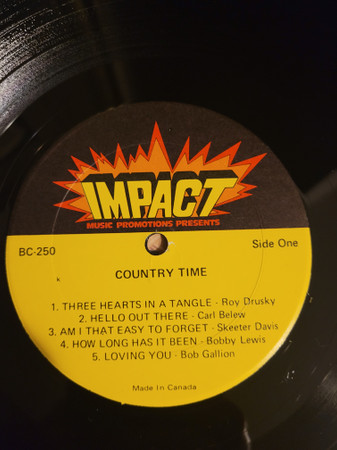 IMPACT
MUSIC PROMOTIONS PRESENTS
BC-250 Side One
COUNTRY TIME
1. THREE HEARTS IN A TANGLE - Roy Drusky
2. HELLO OUT THERE - Carl Belew
3. AM I THAT EASY TO FORGET - Skeeter Davis
4. HOW LONG HAS IT BEEN - Bobby Lewis
5. LOVING YOU - Bob Gallion
Made In Canada